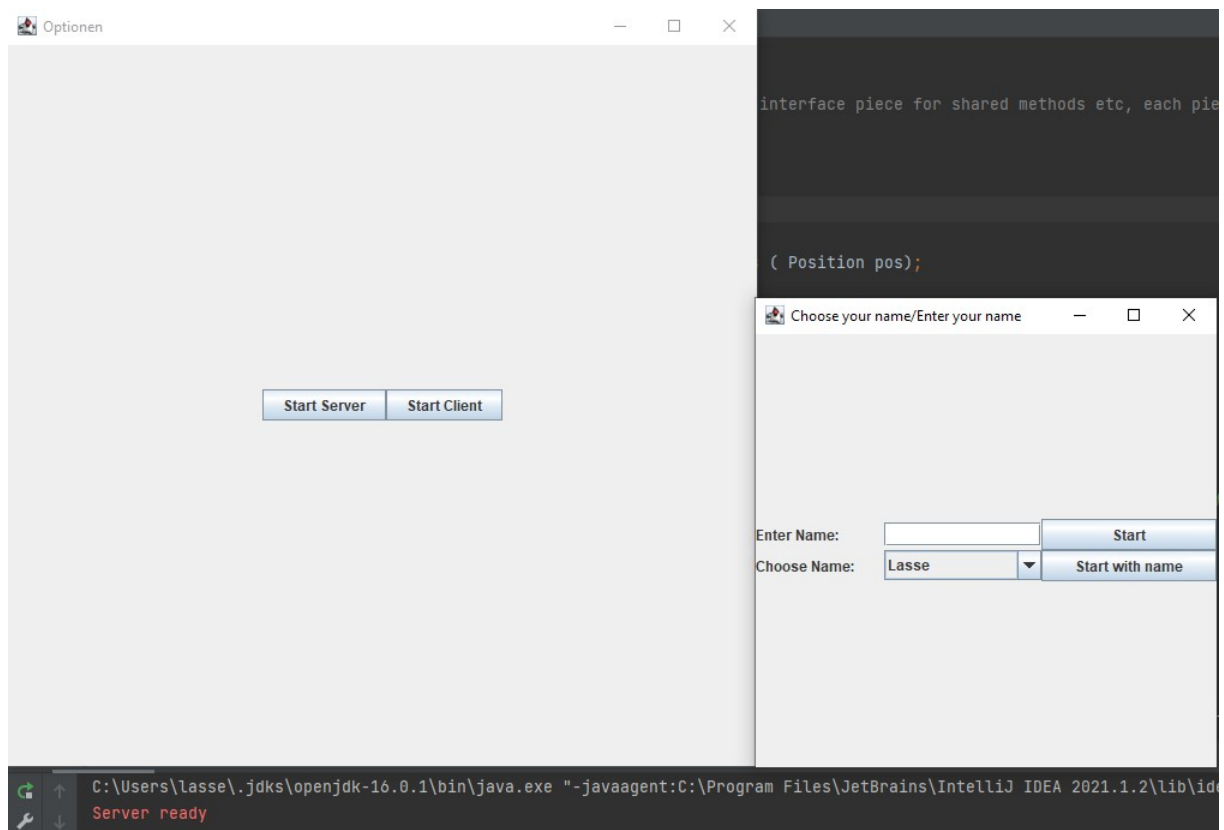 Optionen
interface piece for shared methods etc, each pie
( Position pos);
Choose your name/Enter your name
Start Server Start Client
Enter Name: Start
Choose Name: Lasse Start with name
C:\Users\lasse\.jdks\openjdk-16.0.1\bin\java.exe "-javaagent:C:\Program Files\JetBrains\IntelliJ IDEA 2021.1.2\lib\ide
Server ready